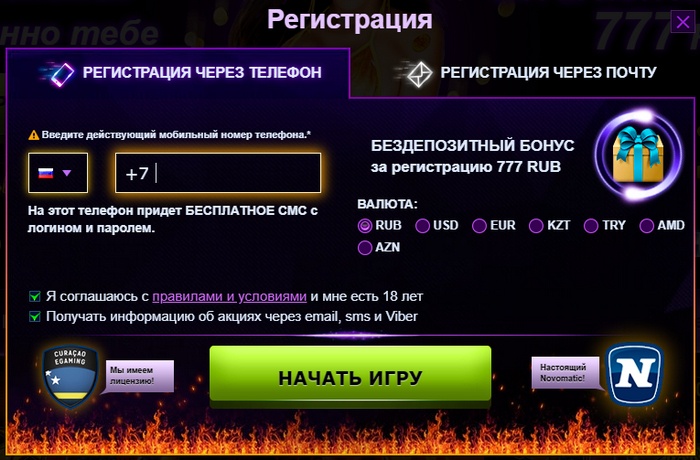 нно тебе
Регистрация
777
РЕГИСТРАЦИЯ ЧЕРЕЗ ТЕЛЕФОН
РЕГИСТРАЦИЯ ЧЕРЕЗ ПОЧТУ
Введите действующий мобильный номер телефона.*
+7
На этот телефон придет БЕСПЛАТНОЕ СМС с
логином и паролем.
БЕЗДЕПОЗИТНЫЙ БОНУС
за регистрацию 777 RUB
ВАЛЮТА:
RUB USD EUR KZT TRY AMD
AZN
Я соглашаюсь с правилами и условиями и мне есть 18 лет
Получать информацию об акциях через email, sms и Viber
CURAÇAO
EGAMING
Мы имеем
лицензию!
НАЧАТЬ ИГРУ
Настоящий
Novomatic!
N